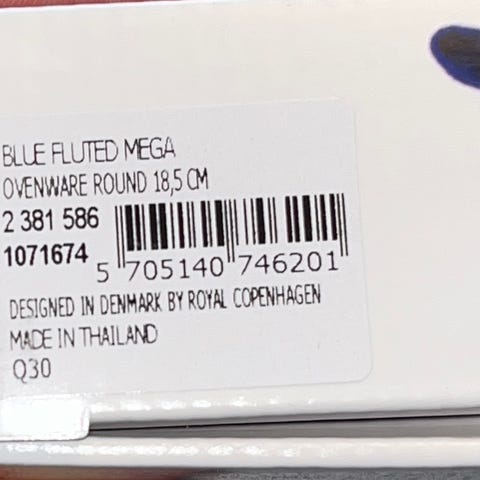 BLUE FLUTED MEGA
OVENWARE ROUND 18,5 CM
2 381 586
1071674
5 705140 746201
DESIGNED IN DENMARK BY ROYAL COPENHAGEN
MADE IN THAILAND
Q30